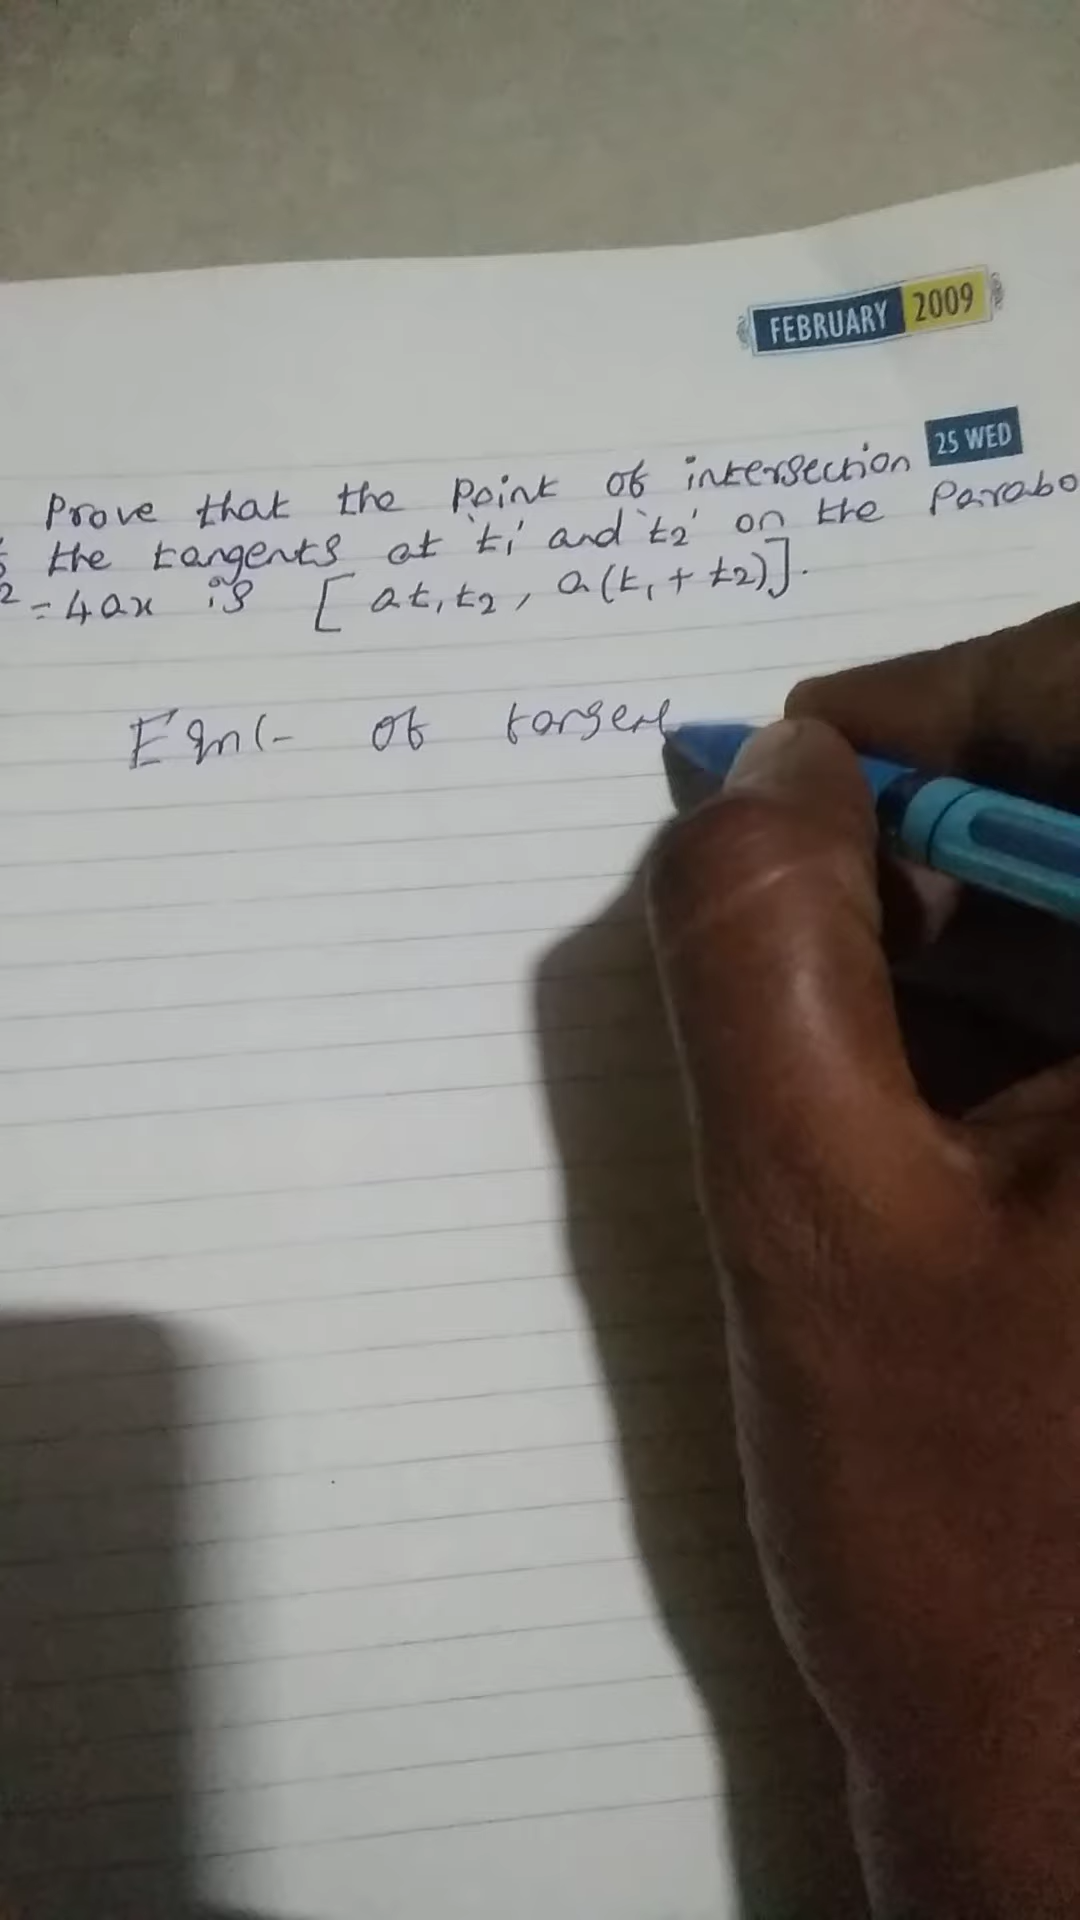 FEBRUARY 2009
25 WED
Prove that the Point of intersection
the tangents at 't1' and 't2' on the Parabo
2 = 4ax is [at1t2, a(t1 + t2)].
of tangent